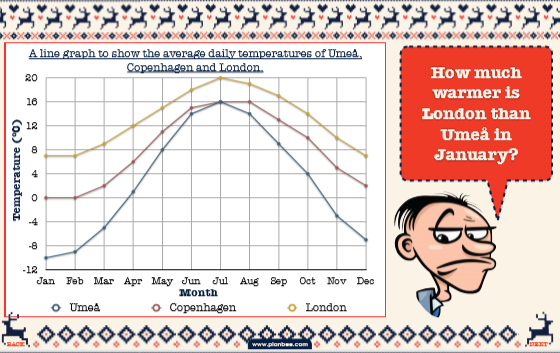 A line graph to show the average daily temperatures of Umeå,
Copenhagen and London.
Temperature (°C)
20
16
12
8
4
0
-4
-8
-12
Jan Feb Mar Apr May Jun Jul Aug Sep Oct Nov Dec
Month
Umeå Copenhagen London
How much
warmer is
London than
Umeå in
January?
BACK
www.planbee.com
NEXT